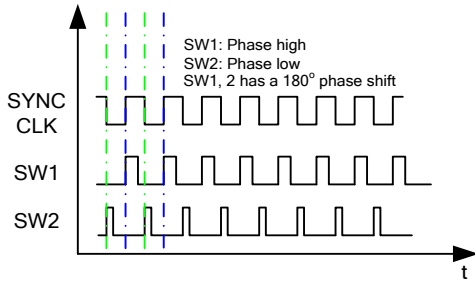 SW1: Phase high
SW2: Phase low
SW1, 2 has a 180° phase shift
SYNC
CLK
SW1
SW2
t